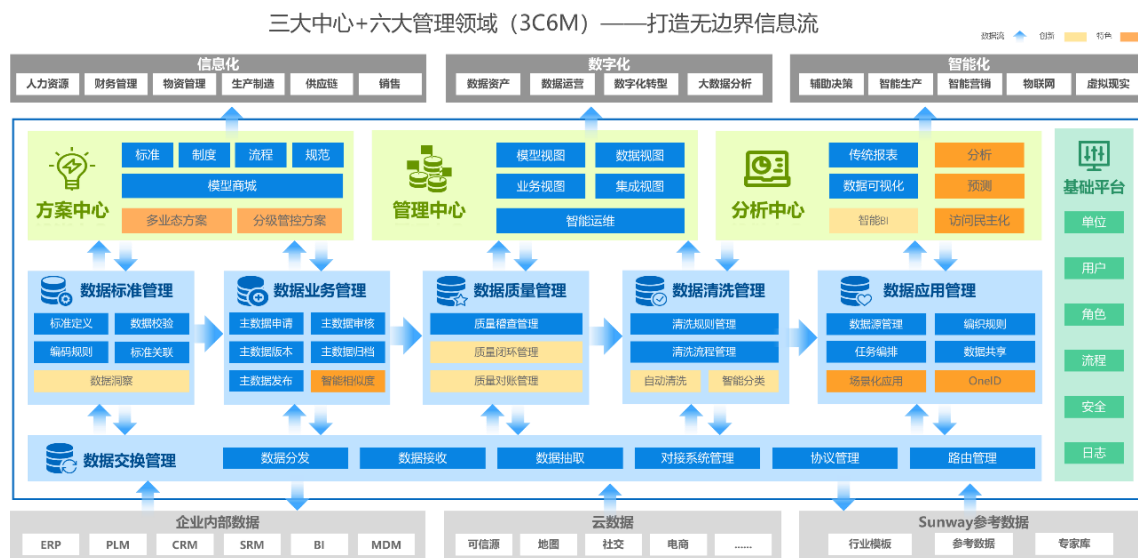 三大中心+六大管理领域（3C6M）——打造无边界信息流
数据流 创新 特色
信息化
人力资源 财务管理 物资管理 生产制造 供应链 销售
数字化
数据资产 数据运营 数字化转型 大数据分析
智能化
辅助决策 智能生产 智能营销 物联网 虚拟现实
方案中心
标准 制度 流程 规范
模型商城
多业态方案 分级管控方案
管理中心
模型视图 数据视图
业务视图 集成视图
智能运维
分析中心
传统报表 分析
数据可视化 预测
智能BI 访问民主化
基础平台
单位
用户
角色
流程
安全
日志
数据标准管理
标准定义 数据校验
编码规则 标准关联
数据洞察
数据业务管理
主数据申请 主数据审核
主数据版本 主数据归档
主数据发布 智能相似度
数据质量管理
质量稽查管理
质量闭环管理
质量对账管理
数据清洗管理
清洗规则管理
清洗流程管理
自动清洗 智能分类
数据应用管理
数据源管理 编织规则
任务编排 数据共享
场景化应用 OneID
数据交换管理
数据分发 数据接收 数据抽取 对接系统管理 协议管理 路由管理
企业内部数据
ERP PLM CRM SRM BI MDM
云数据
可信源 地图 社交 电商 ......
Sunway参考数据
行业模板 参考数据 专家库